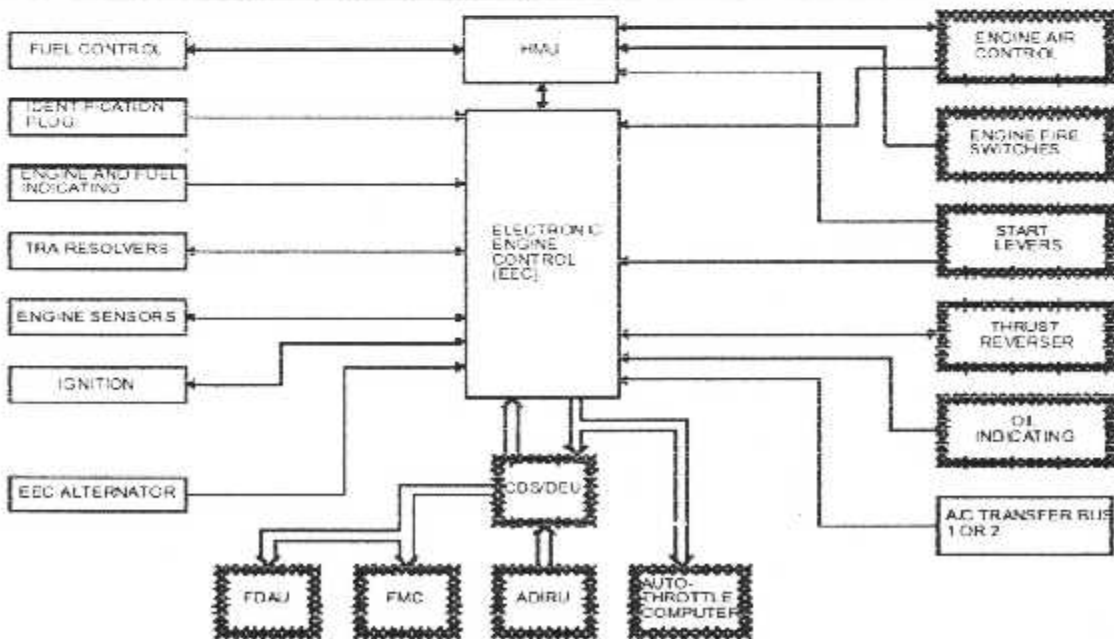 FUEL CONTROL
HMU
ENGINE AIR
CONTROL
IDENTIFICATION
PLUG
ENGINE FIRE
SWITCHES
ENGINE AND FUEL
INDICATING
ELECTRONIC
ENGINE
CONTROL
(EEC)
START
LEVERS
TRA RESOLVERS
ENGINE SENSORS
THRUST
REVERSER
IGNITION
OIL
INDICATING
EEC ALTERNATOR
CDS/DEU
A/C TRANSFER BUS
1 OR 2
FDAU
FMC
ADIRU
AUTO-
THROTTLE
COMPUTER